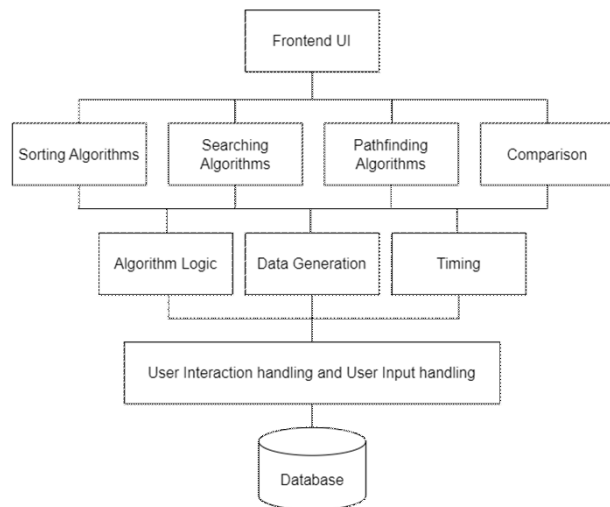 Frontend UI
Sorting Algorithms
Searching
Algorithms
Pathfinding
Algorithms
Comparison
Algorithm Logic
Data Generation
Timing
User Interaction handling and User Input handling
Database